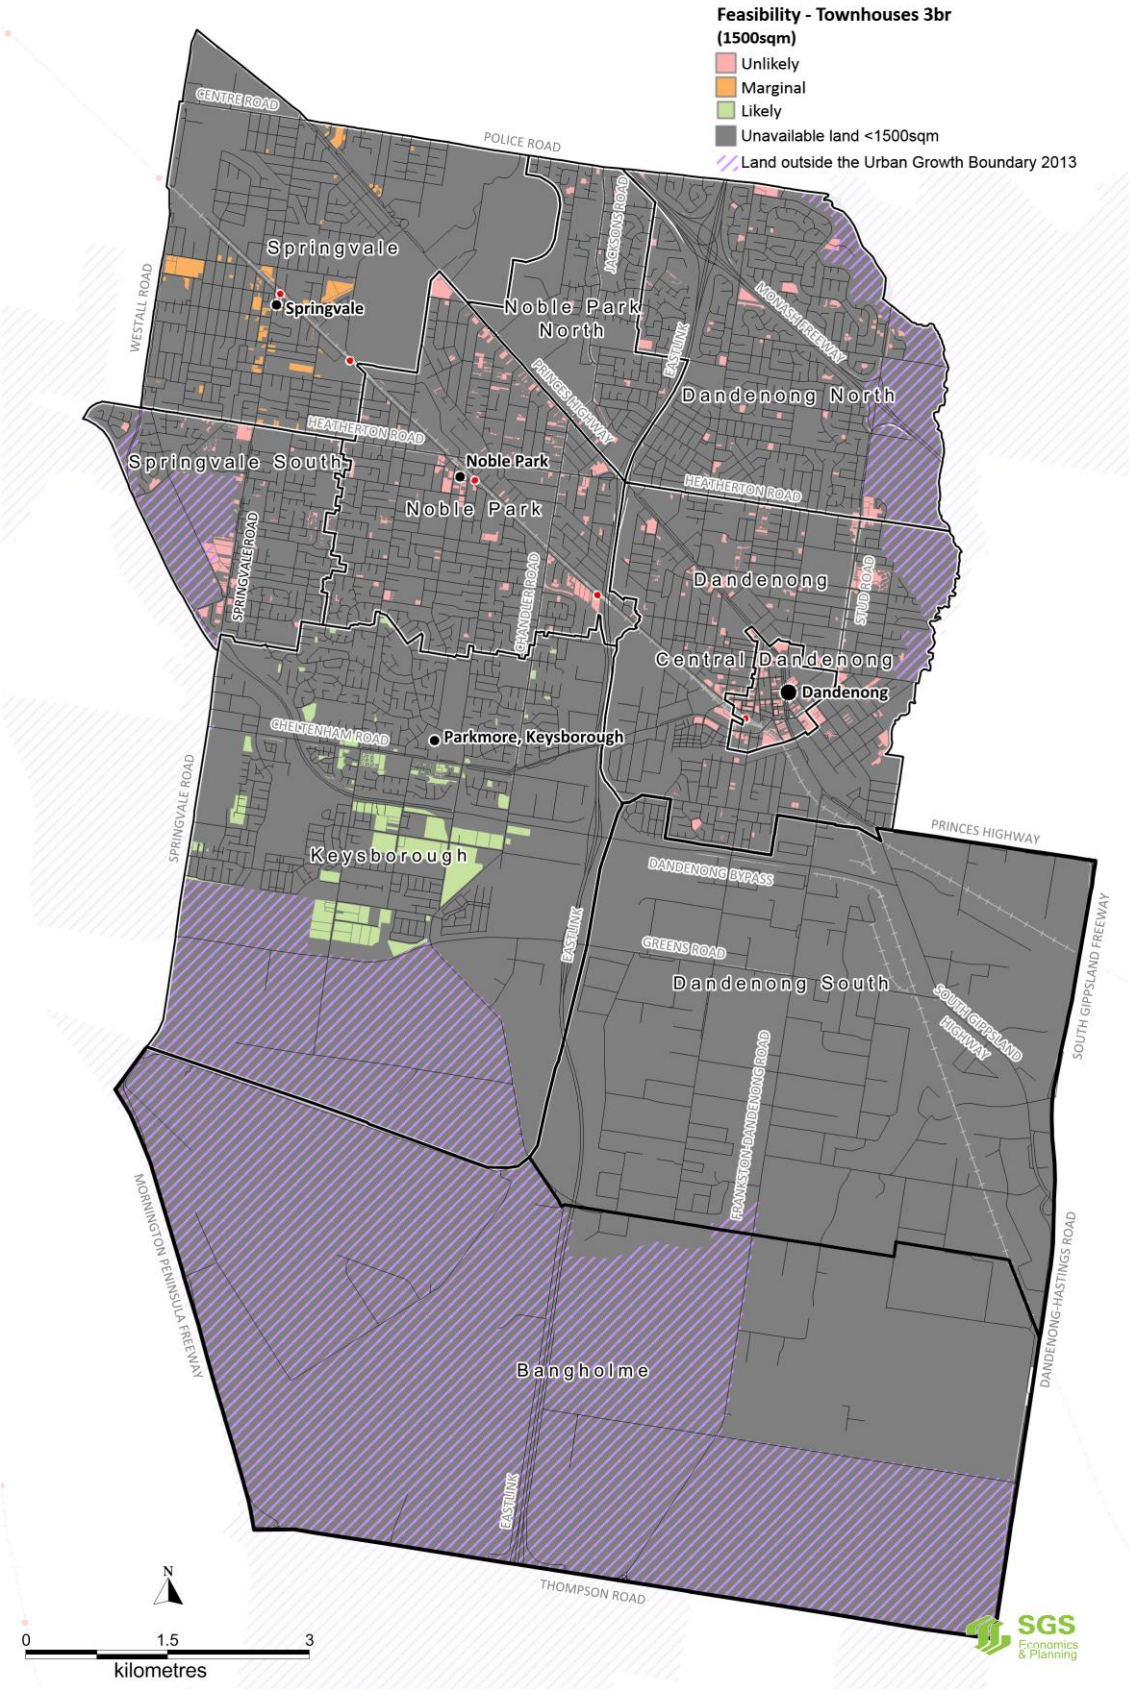 Feasibility - Townhouses 3br
(1500sqm)
Unlikely
Marginal
Likely
Unavailable land <1500sqm
Land outside the Urban Growth Boundary 2013
CENTRE ROAD
POLICE ROAD
JACKSONS ROAD
Springvale
WESTALL ROAD
Springvale
Noble Park
North
MONASH FREEWAY
EASTLINK
PRINCES HIGHWAY
Dandenong North
HEATHERTON ROAD
Springvale South
Noble Park
HEATHERTON ROAD
Noble Park
SPRINGVALE ROAD
CHANDLER ROAD
Dandenong
STUD ROAD
Central Dandenong
Dandenong
CHELTENHAM ROAD
Parkmore, Keysborough
SPRINGVALE ROAD
PRINCES HIGHWAY
Keysborough
DANDENONG BYPASS
EASTLINK
GREENS ROAD
SOUTH GIPPSLAND FREEWAY
Dandenong South
SOUTH GIPPSLAND
HIGHWAY
FRANKSTON-DANDENONG ROAD
MORNINGTON PENINSULA FREEWAY
DANDENONG-HASTINGS ROAD
Bangholme
EASTLINK
THOMPSON ROAD
N
0 1.5 3
kilometres
SGS
Economics
& Planning